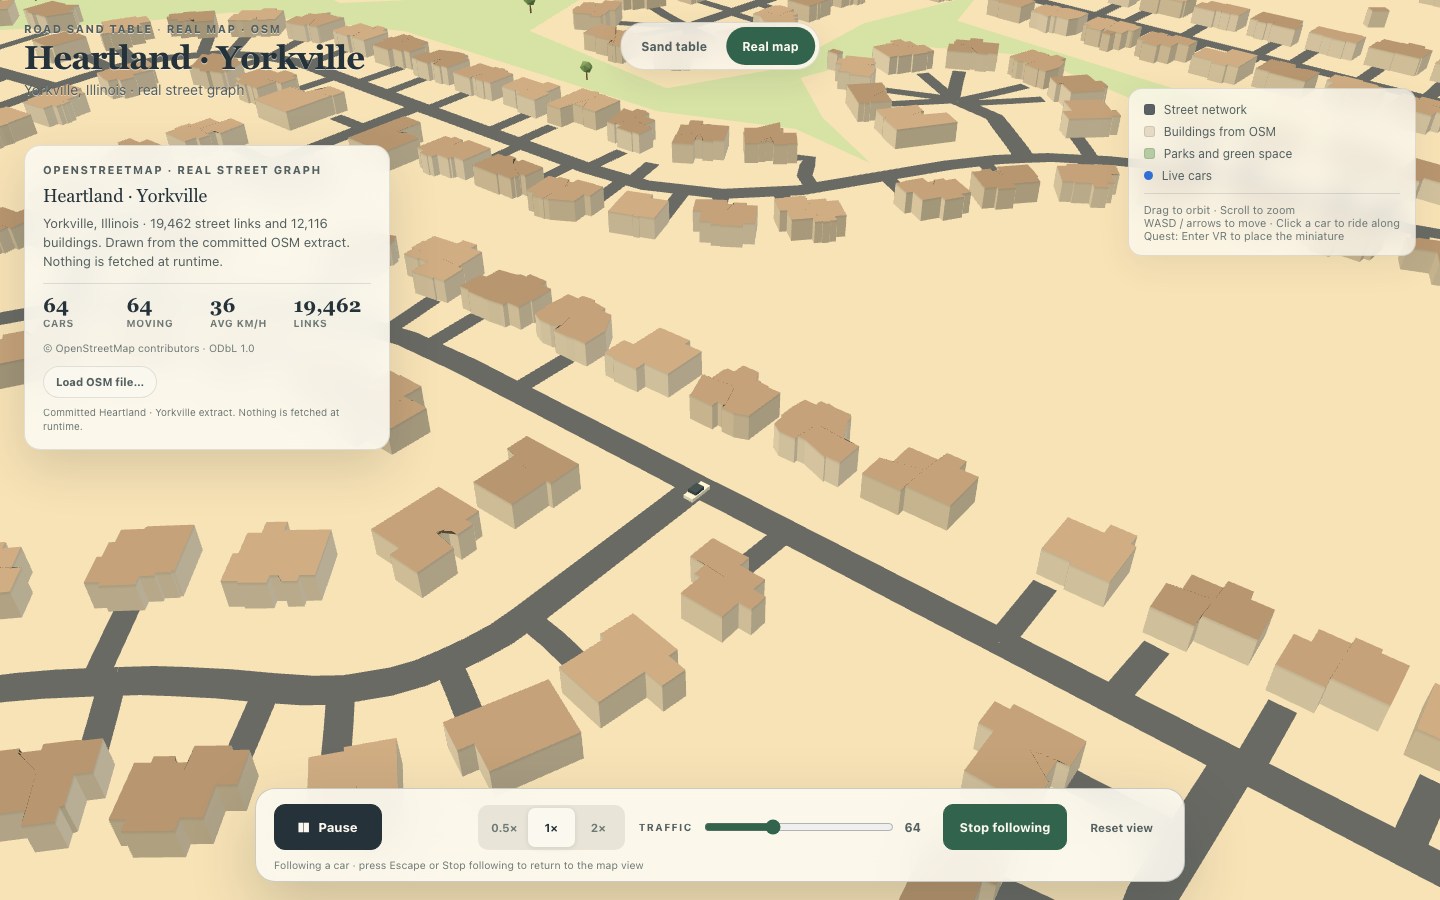 ROAD SAND TABLE · REAL MAP · OSM
Heartland · Yorkville
Yorkville, Illinois · real street graph
Sand table
Real map
Street network
Buildings from OSM
Parks and green space
Live cars
Drag to orbit · Scroll to zoom
WASD / arrows to move · Click a car to ride along
Quest: Enter VR to place the miniature
OPENSTREETMAP · REAL STREET GRAPH
Heartland · Yorkville
Yorkville, Illinois · 19,462 street links and 12,116
buildings. Drawn from the committed OSM extract.
Nothing is fetched at runtime.
64 64 36 19,462
CARS MOVING AVG KM/H LINKS
© OpenStreetMap contributors · ODbL 1.0
Load OSM file...
Committed Heartland · Yorkville extract. Nothing is fetched at
runtime.
Pause
0.5× 1× 2×
TRAFFIC
64
Stop following
Reset view
Following a car · press Escape or Stop following to return to the map view